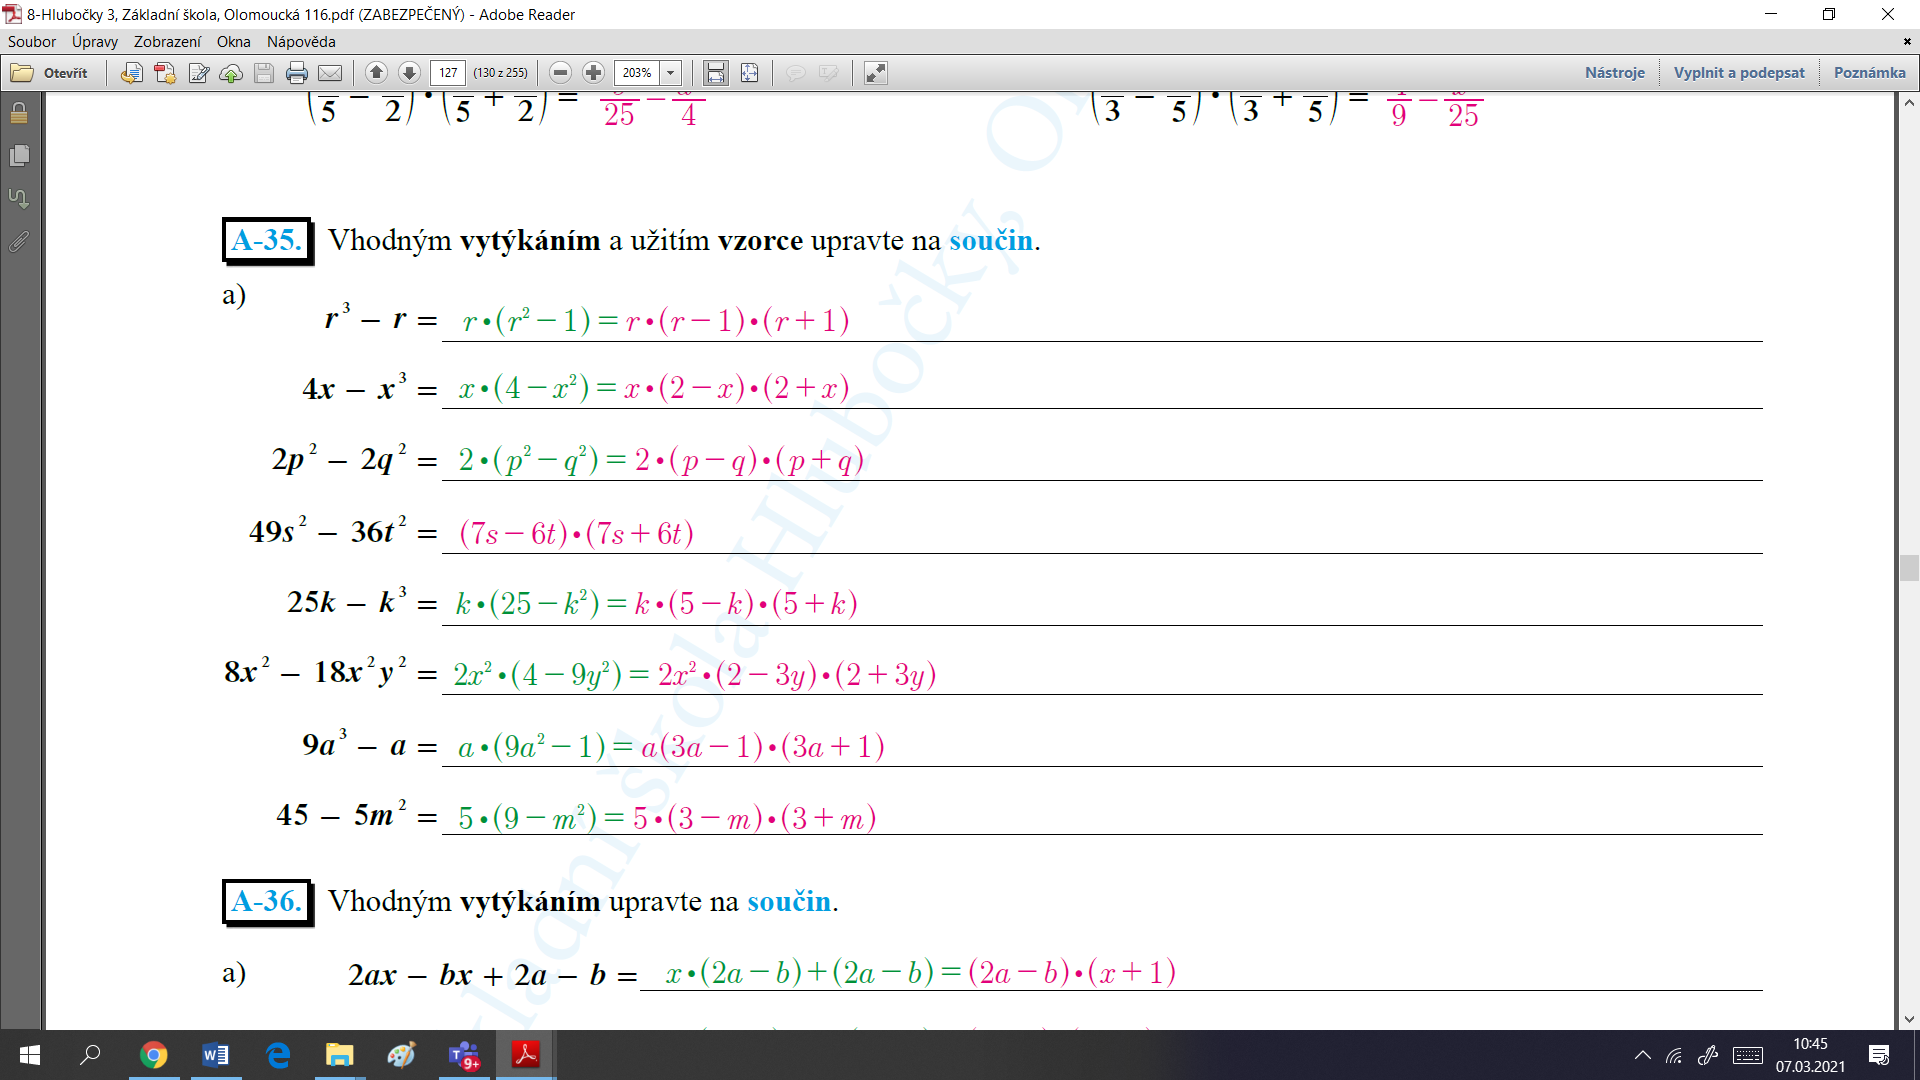 8-Hlubočky 3, Základní škola, Olomoucká 116.pdf (ZABEZPEČENÝ) - Adobe Reader
Soubor Úpravy Zobrazení Okna Nápověda
Otevřít 127 (130 z 255) 203% Nástroje Vyplnit a podepsat Poznámka
A-35. Vhodným vytýkáním a užitím vzorce upravte na součin.
a)
r³ − r = r•(r² − 1) = r•(r − 1)•(r + 1)
4x − x³ = x•(4 − x²) = x•(2 − x)•(2 + x)
2p² − 2q² = 2•(p² − q²) = 2•(p − q)•(p + q)
49s² − 36t² = (7s − 6t)•(7s + 6t)
25k − k³ = k•(25 − k²) = k•(5 − k)•(5 + k)
8x² − 18x²y² = 2x²•(4 − 9y²) = 2x²•(2 − 3y)•(2 + 3y)
9a³ − a = a•(9a² − 1) = a(3a − 1)•(3a + 1)
45 − 5m² = 5•(9 − m²) = 5•(3 − m)•(3 + m)
A-36. Vhodným vytýkáním upravte na součin.
a) 2ax − bx + 2a − b = x•(2a − b) + (2a − b) = (2a − b)•(x + 1)
škola Hlubočky,
9+
10:45
07.03.2021